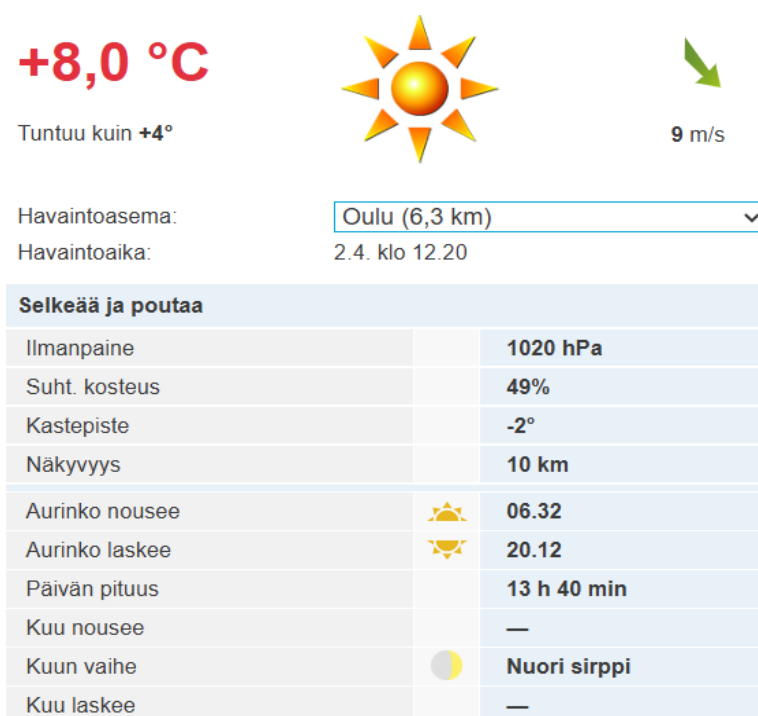 +8,0 °C
Tuntuu kuin +4°
9 m/s
Havaintoasema: Oulu (6,3 km)
Havaintoaika: 2.4. klo 12.20
Selkeää ja poutaa
Ilmanpaine 1020 hPa
Suht. kosteus 49%
Kastepiste -2°
Näkyvyys 10 km
Aurinko nousee 06.32
Aurinko laskee 20.12
Päivän pituus 13 h 40 min
Kuu nousee —
Kuun vaihe Nuori sirppi
Kuu laskee —